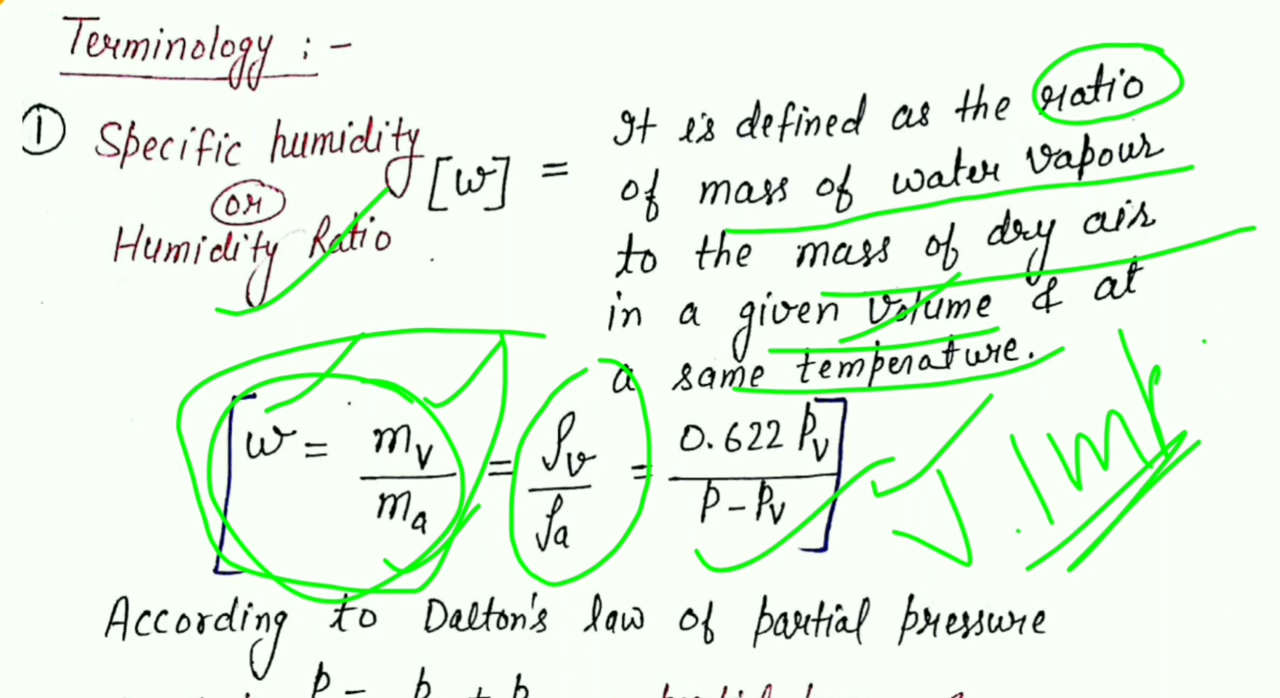 Terminology : -
① Specific humidity
(or)
Humidity Ratio
[w] =
It is defined as the ratio
of mass of water vapour
to the mass of dry air
in a given volume & at
a same temperature.
[w = mv/ma = ρv/ρa = 0.622 Pv/P - Pv]
According to Dalton's law of partial pressure